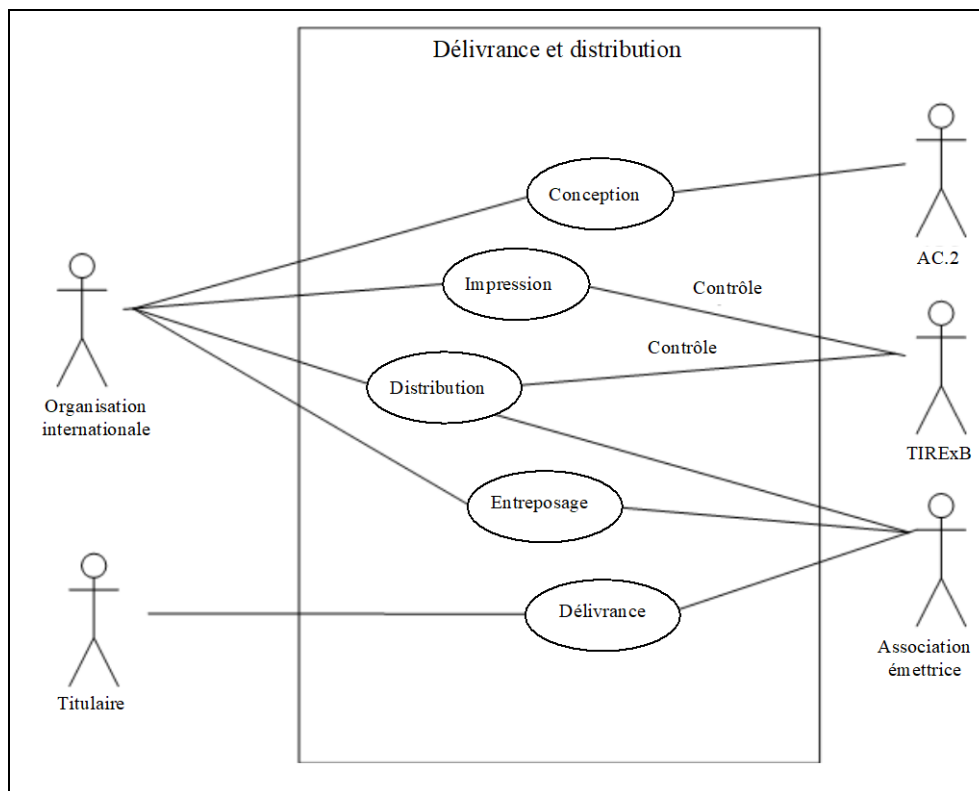 Délivrance et distribution
Conception
AC.2
Impression
Contrôle
Contrôle
Distribution
Organisation
internationale
TIRExB
Entreposage
Délivrance
Association
émettrice
Titulaire